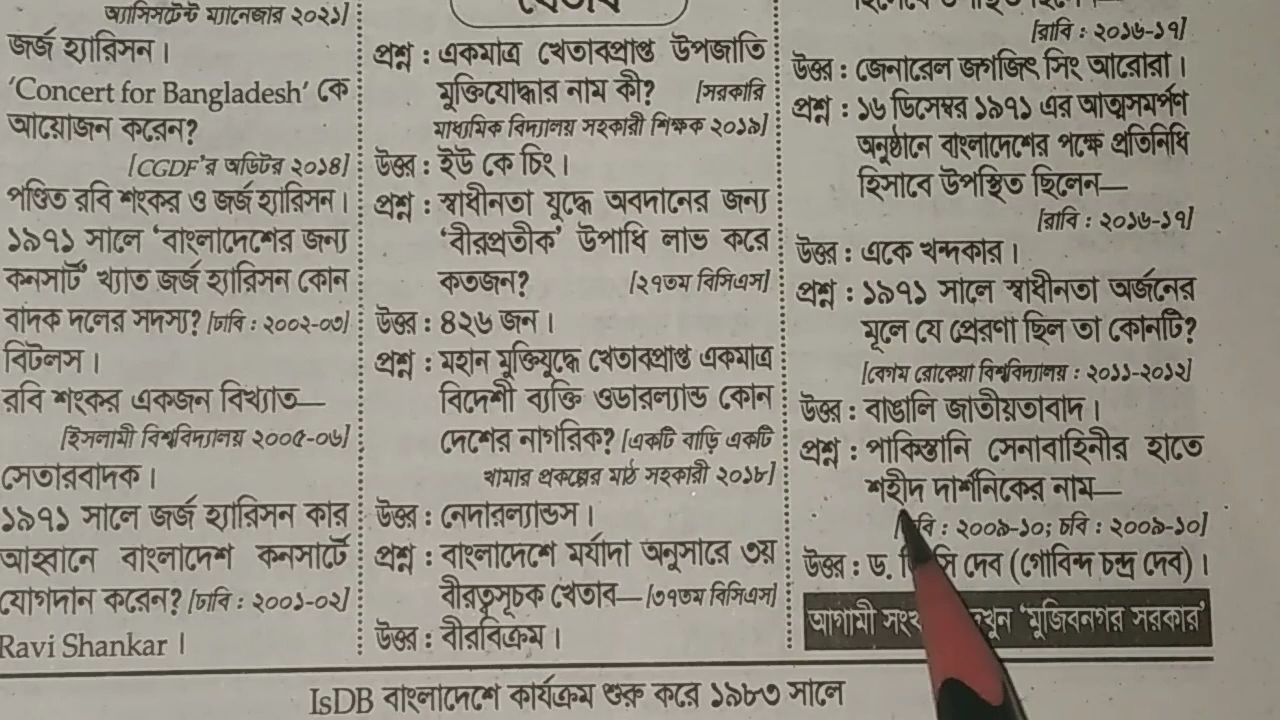 অ্যাসিসটেন্ট ম্যানেজার ২০২১]
জর্জ হ্যারিসন।
‘Concert for Bangladesh’ কে
আয়োজন করেন?
[CGDF’র অডিটর ২০১৪]
পণ্ডিত রবি শংকর ও জর্জ হ্যারিসন।
১৯৭১ সালে ‘বাংলাদেশের জন্য
কনসার্ট’ খ্যাত জর্জ হ্যারিসন কোন
বাদক দলের সদস্য? [ঢাবি : ২০০২-০৩]
বিটলস।
রবি শংকর একজন বিখ্যাত—
[ইসলামী বিশ্ববিদ্যালয় ২০০৫-০৬]
সেতারবাদক।
১৯৭১ সালে জর্জ হ্যারিসন কার
আহ্বানে বাংলাদেশ কনসার্টে
যোগদান করেন? [ঢাবি : ২০০১-০২]
Ravi Shankar।
খেতাব
প্রশ্ন : একমাত্র খেতাবপ্রাপ্ত উপজাতি
মুক্তিযোদ্ধার নাম কী? [সরকারি
মাধ্যমিক বিদ্যালয় সহকারী শিক্ষক ২০১৯]
উত্তর : ইউ কে চিং।
প্রশ্ন : স্বাধীনতা যুদ্ধে অবদানের জন্য
‘বীরপ্রতীক’ উপাধি লাভ করে
কতজন? [২৭তম বিসিএস]
উত্তর : ৪২৬ জন।
প্রশ্ন : মহান মুক্তিযুদ্ধে খেতাবপ্রাপ্ত একমাত্র
বিদেশী ব্যক্তি ওডারল্যান্ড কোন
দেশের নাগরিক? [একটি বাড়ি একটি
খামার প্রকল্পের মাঠ সহকারী ২০১৮]
উত্তর : নেদারল্যান্ডস।
প্রশ্ন : বাংলাদেশে মর্যাদা অনুসারে ৩য়
বীরত্বসূচক খেতাব— [৩৭তম বিসিএস]
উত্তর : বীরবিক্রম।
[রাবি : ২০১৬-১৭]
উত্তর : জেনারেল জগজিৎ সিং আরোরা।
প্রশ্ন : ১৬ ডিসেম্বর ১৯৭১ এর আত্মসমর্পণ
অনুষ্ঠানে বাংলাদেশের পক্ষে প্রতিনিধি
হিসাবে উপস্থিত ছিলেন—
[রাবি : ২০১৬-১৭]
উত্তর : একে খন্দকার।
প্রশ্ন : ১৯৭১ সালে স্বাধীনতা অর্জনের
মূলে যে প্রেরণা ছিল তা কোনটি?
[বেগম রোকেয়া বিশ্ববিদ্যালয় : ২০১১-২০১২]
উত্তর : বাঙালি জাতীয়তাবাদ।
প্রশ্ন : পাকিস্তানি সেনাবাহিনীর হাতে
শহীদ দার্শনিকের নাম—
: ২০০৯-১০; চবি : ২০০৯-১০]
উত্তর : ড. দেব (গোবিন্দ চন্দ্র দেব)।
আগামী ‘মুজিবনগর সরকার’
IsDB বাংলাদেশে কার্যক্রম শুরু করে ১৯৮৩ সালে